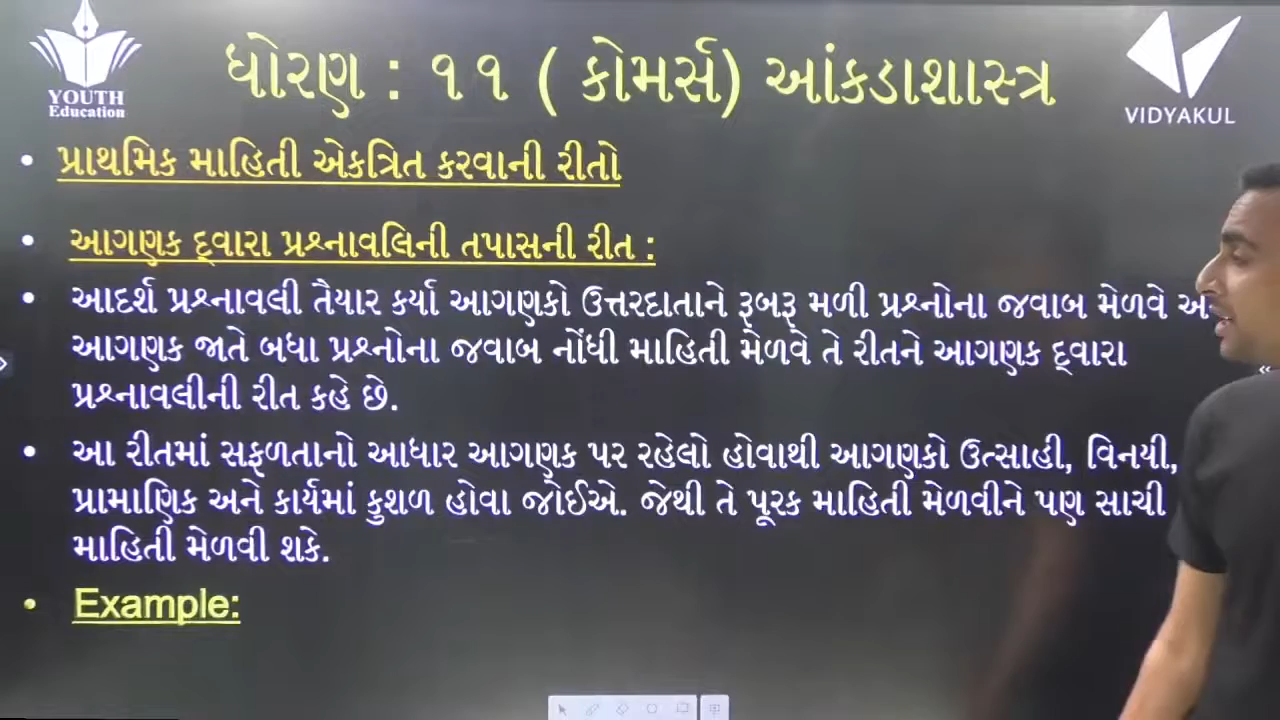 YOUTH
Education
ધોરણ : ૧૧ ( કોમર્સ) આંકડાશાસ્ત્ર
VIDYAKUL
• પ્રાથમિક માહિતી એકત્રિત કરવાની રીતો
• આગણક દ્વારા પ્રશ્નાવલિની તપાસની રીત :
• આદર્શ પ્રશ્નાવલી તૈયાર કર્યા આગણકો ઉત્તરદાતાને રૂબરૂ મળી પ્રશ્નોના જવાબ મેળવે
આગણક જાતે બધા પ્રશ્નોના જવાબ નોંધી માહિતી મેળવે તે રીતને આગણક દ્વારા
પ્રશ્નાવલીની રીત કહે છે.
• આ રીતમાં સફળતાનો આધાર આગણક પર રહેલો હોવાથી આગણકો ઉત્સાહી, વિનયી,
પ્રામાણિક અને કાર્યમાં કુશળ હોવા જોઈએ. જેથી તે પૂરક માહિતી મેળવીને પણ સાચી
માહિતી મેળવી શકે.
• Example: